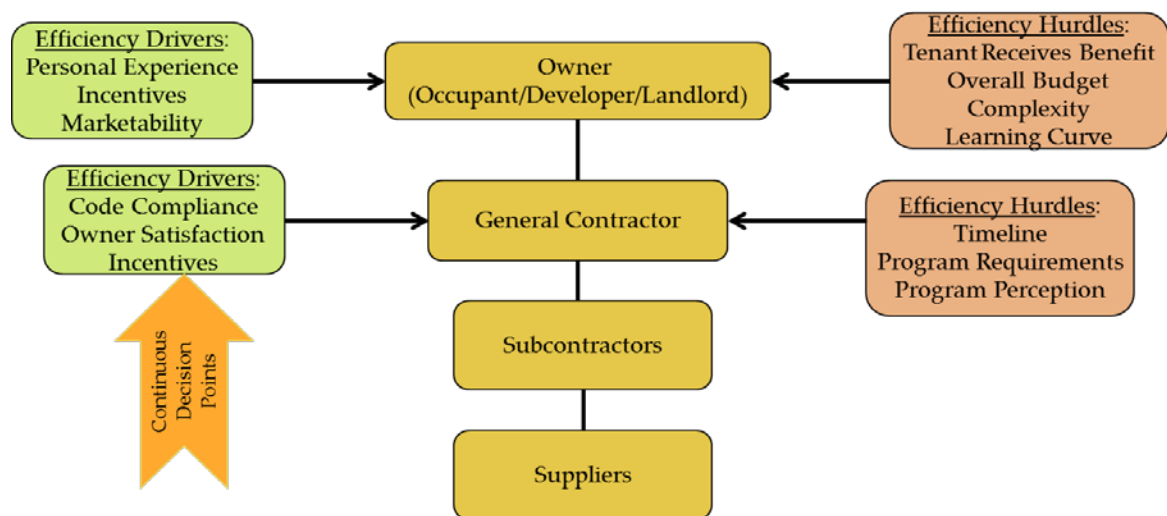 Efficiency Drivers:
Personal Experience
Incentives
Marketability
Owner
(Occupant/Developer/Landlord)
Efficiency Hurdles:
Tenant Receives Benefit
Overall Budget
Complexity
Learning Curve
Efficiency Drivers:
Code Compliance
Owner Satisfaction
Incentives
General Contractor
Efficiency Hurdles:
Timeline
Program Requirements
Program Perception
Continuous
Decision
Points
Subcontractors
Suppliers